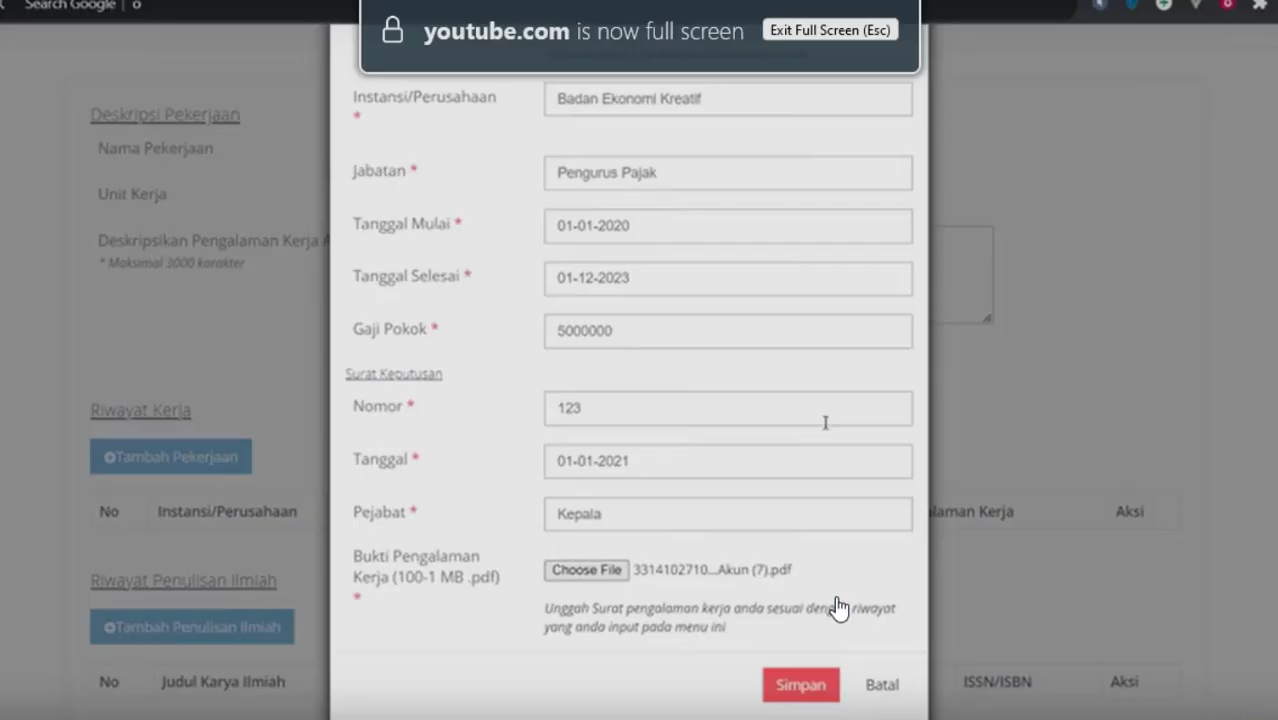 Search Google
youtube.com is now full screen
Exit Full Screen (Esc)
Instansi/Perusahaan
*
Badan Ekonomi Kreatif
Deskripsi Pekerjaan
Nama Pekerjaan
Jabatan *
Pengurus Pajak
Unit Kerja
Tanggal Mulai *
01-01-2020
Deskripsikan Pengalaman Kerja
* Maksimal 3000 karakter
Tanggal Selesai *
01-12-2023
Gaji Pokok *
5000000
Surat Keputusan
Riwayat Kerja
Nomor *
123
Tambah Pekerjaan
Tanggal *
01-01-2021
No
Instansi/Perusahaan
Pejabat *
Kepala
alaman Kerja
Aksi
Bukti Pengalaman
Kerja (100-1 MB .pdf)
*
Choose File 3314102710...Akun (7).pdf
Riwayat Penulisan Ilmiah
Unggah Surat pengalaman kerja anda sesuai dengan riwayat
yang anda input pada menu ini
Tambah Penulisan Ilmiah
No
Judul Karya Ilmiah
Simpan
Batal
ISSN/ISBN
Aksi